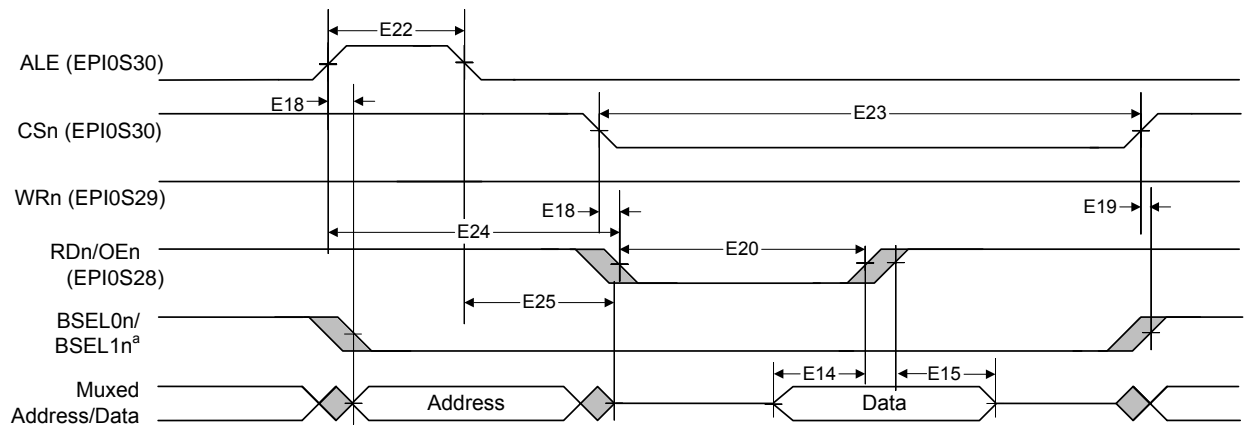 E22
ALE (EPI0S30)
E18
E23
CSn (EPI0S30)
WRn (EPI0S29)
E18
E19
E24
RDn/OEn
(EPI0S28)
E20
E25
BSEL0n/
BSEL1nᵃ
E14
E15
Muxed
Address/Data
Address
Data